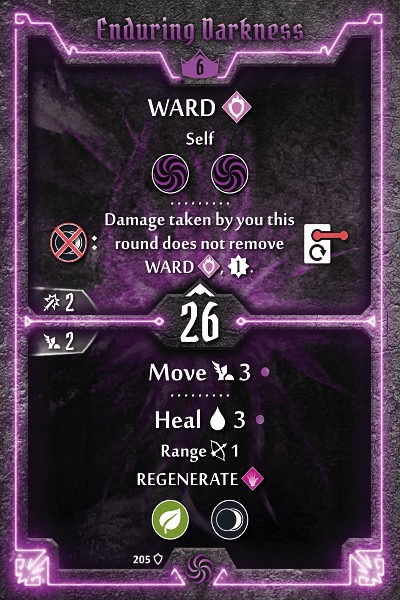 Enduring Darkness
6
WARD
Self
Damage taken by you this
: round does not remove
WARD , 1.
2
26
2
Move 3
Heal 3
Range 1
REGENERATE
205